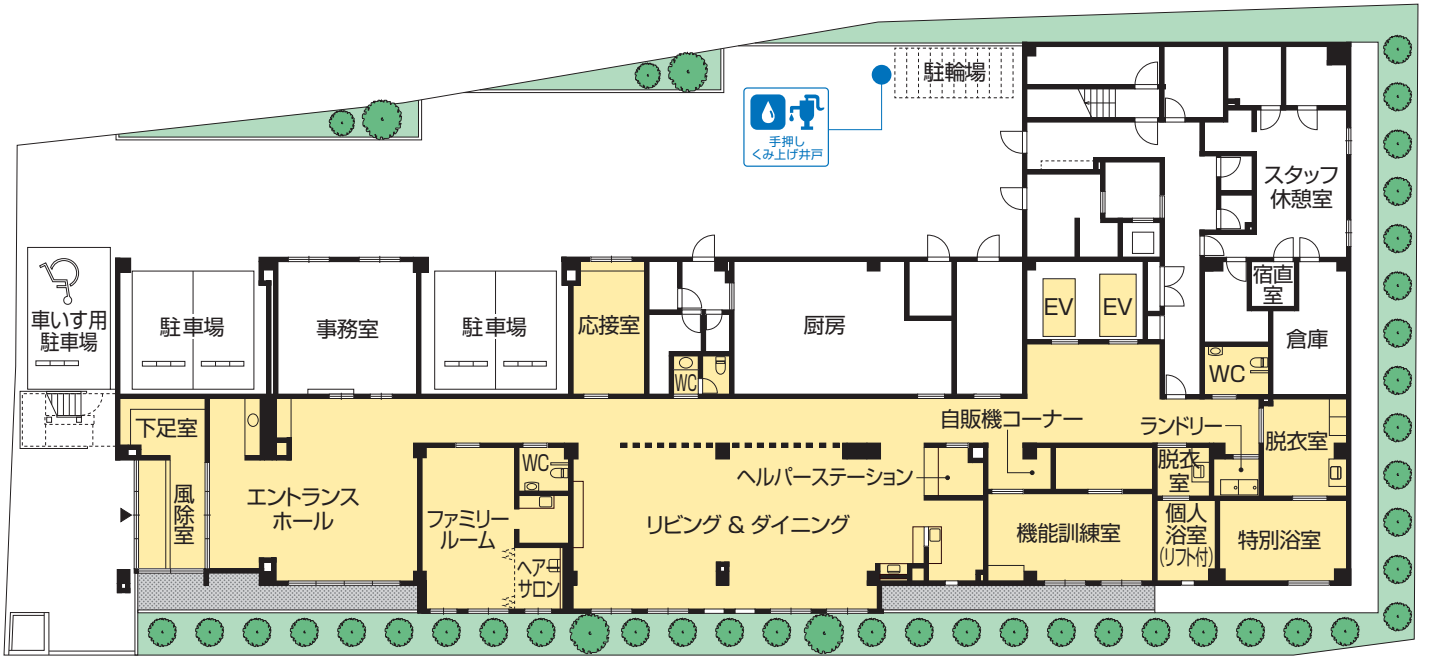 駐輪場
手押し
くみ上げ井戸
スタッフ
休憩室
車いす用
駐車場
駐車場
事務室
駐車場
応接室
厨房
EV
EV
宿直
室
倉庫
WC
WC
下足室
自販機コーナー
ランドリー
脱衣室
WC
ヘルパーステーション
脱衣
室
風除室
エントランス
ホール
ファミリー
ルーム
リビング & ダイニング
機能訓練室
個人
浴室
(リフト付)
特別浴室
ヘアー
サロン